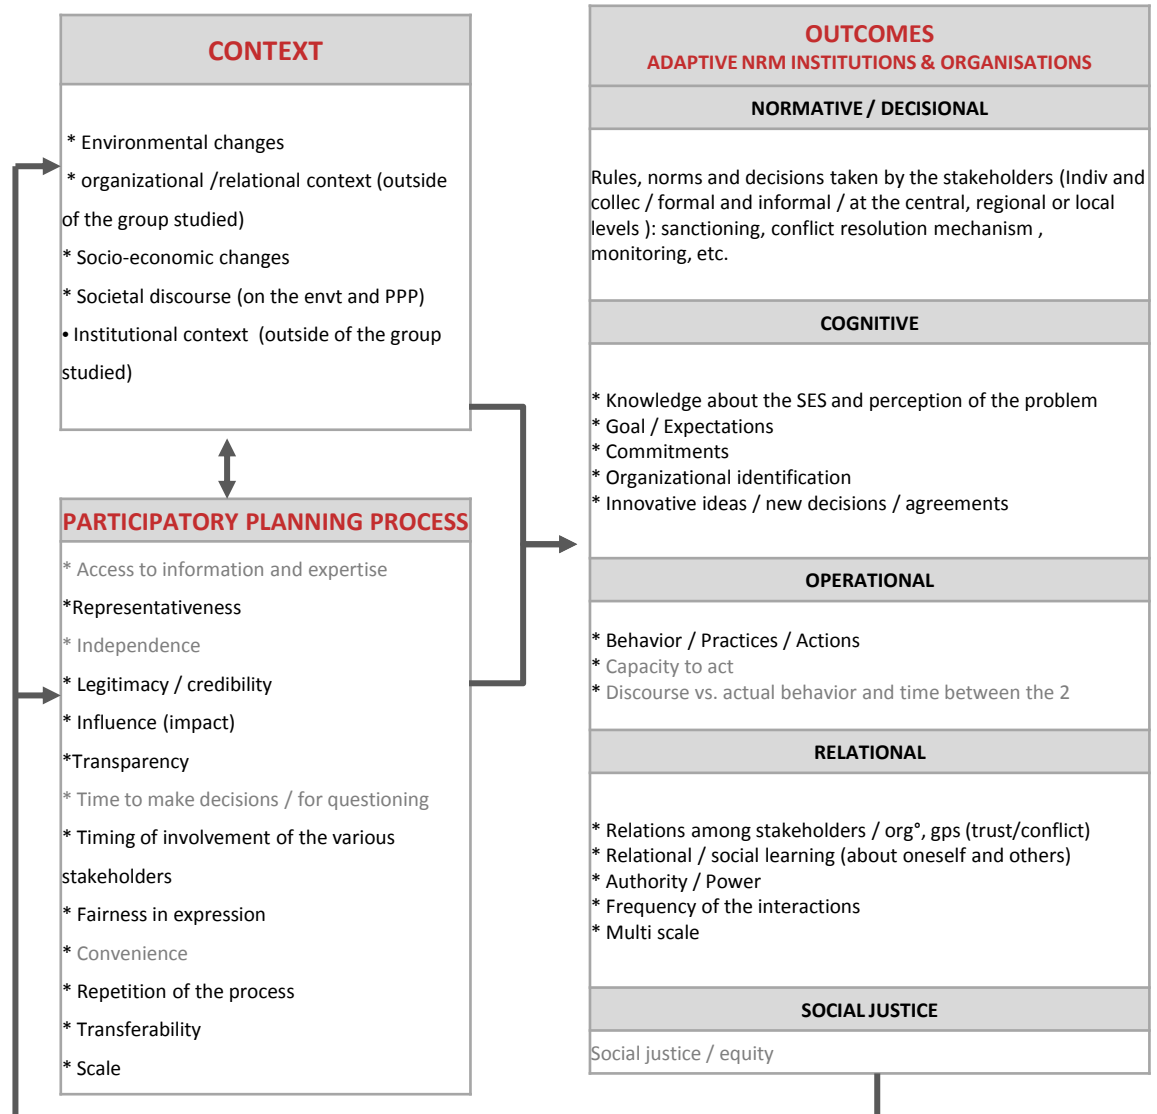 CONTEXT
* Environmental changes
* organizational /relational context (outside
of the group studied)
* Socio-economic changes
* Societal discourse (on the envt and PPP)
• Institutional context (outside of the group
studied)
PARTICIPATORY PLANNING PROCESS
* Access to information and expertise
*Representativeness
* Independence
* Legitimacy / credibility
* Influence (impact)
*Transparency
* Time to make decisions / for questioning
* Timing of involvement of the various
stakeholders
* Fairness in expression
* Convenience
* Repetition of the process
* Transferability
* Scale
OUTCOMES
ADAPTIVE NRM INSTITUTIONS & ORGANISATIONS
NORMATIVE / DECISIONAL
Rules, norms and decisions taken by the stakeholders (Indiv and
collec / formal and informal / at the central, regional or local
levels ): sanctioning, conflict resolution mechanism ,
monitoring, etc.
COGNITIVE
* Knowledge about the SES and perception of the problem
* Goal / Expectations
* Commitments
* Organizational identification
* Innovative ideas / new decisions / agreements
OPERATIONAL
* Behavior / Practices / Actions
* Capacity to act
* Discourse vs. actual behavior and time between the 2
RELATIONAL
* Relations among stakeholders / org°, gps (trust/conflict)
* Relational / social learning (about oneself and others)
* Authority / Power
* Frequency of the interactions
* Multi scale
SOCIAL JUSTICE
Social justice / equity